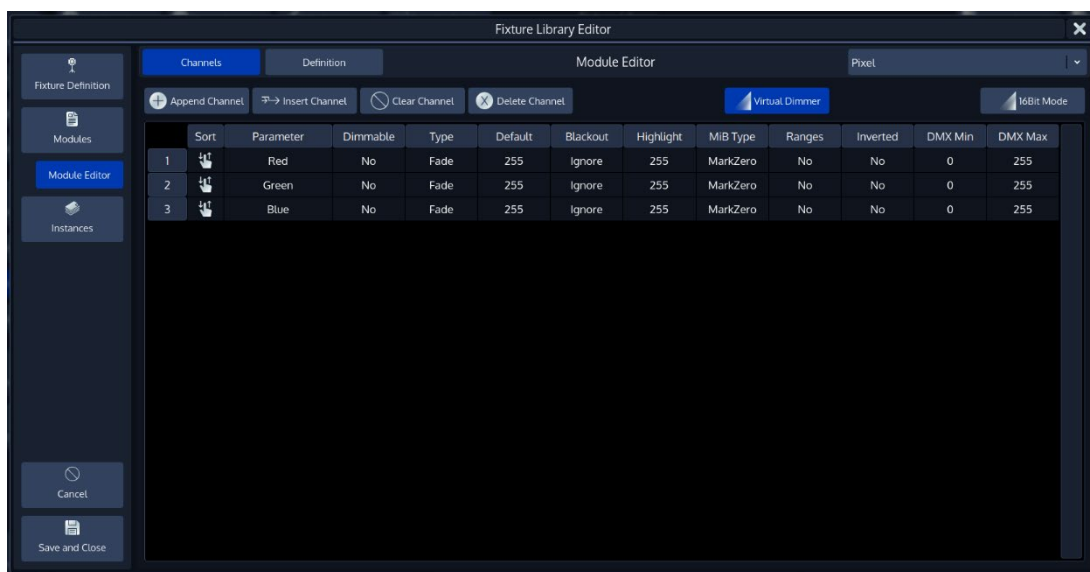 Fixture Library Editor
Fixture Definition
Modules
Module Editor
Instances
Cancel
Save and Close
Channels Definition Module Editor Pixel
Append Channel Insert Channel Clear Channel Delete Channel Virtual Dimmer 16Bit Mode
Sort Parameter Dimmable Type Default Blackout Highlight MiB Type Ranges Inverted DMX Min DMX Max
1 Red No Fade 255 Ignore 255 MarkZero No No 0 255
2 Green No Fade 255 Ignore 255 MarkZero No No 0 255
3 Blue No Fade 255 Ignore 255 MarkZero No No 0 255